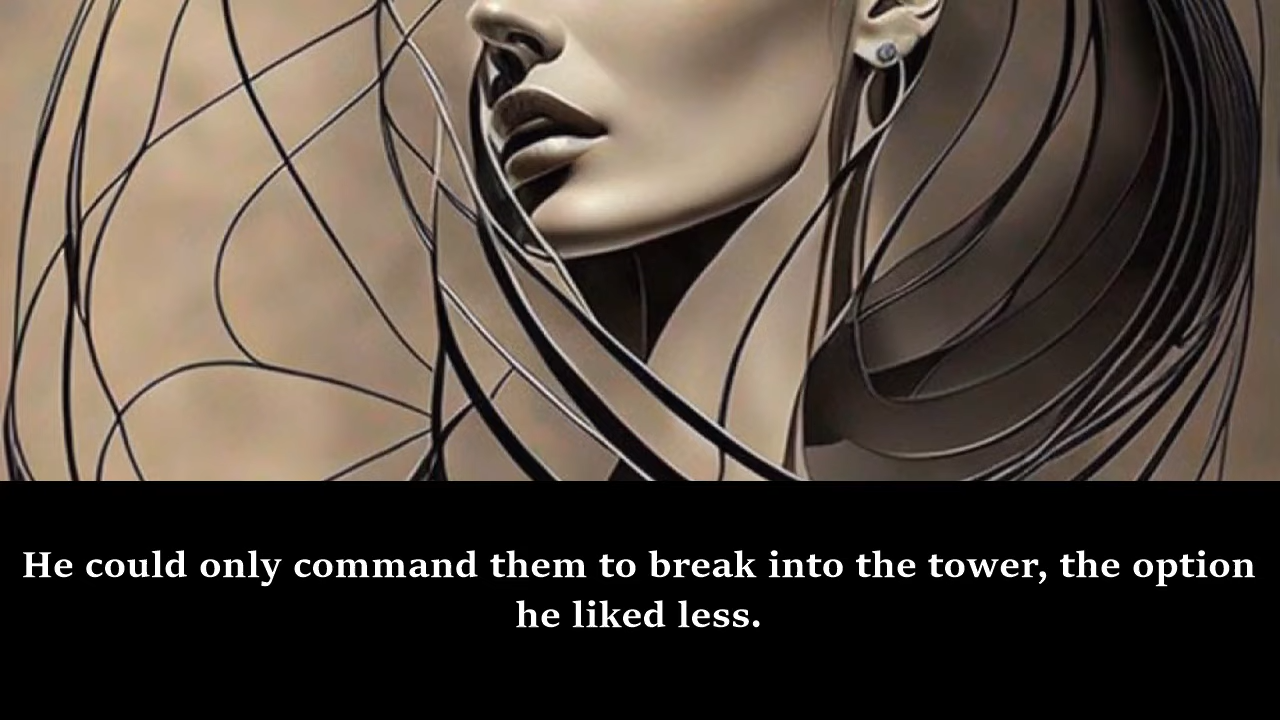 He could only command them to break into the tower, the option
he liked less.